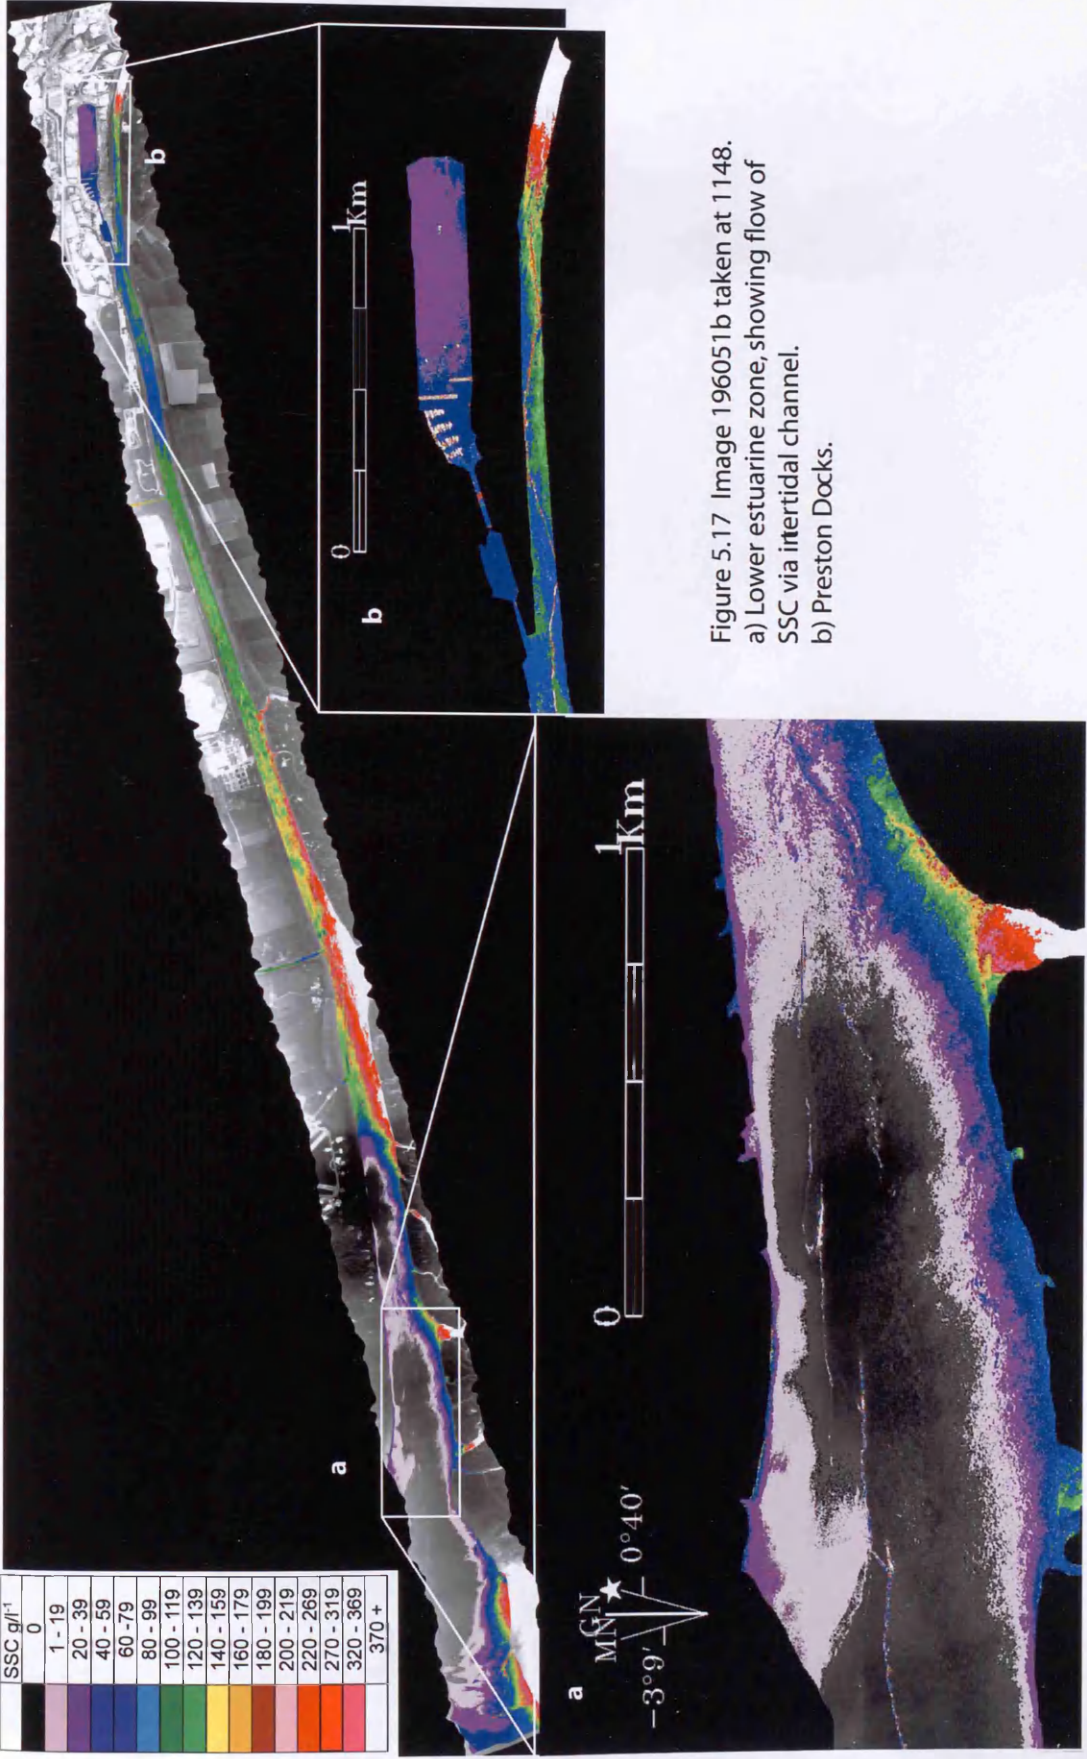 SSC g/l-1
0
1 - 19
20 - 39
40 - 59
60 -79
80 - 99
100 - 119
120 - 139
140 - 159
160 - 179
180 - 199
200 - 219
220 - 269
270 - 319
320 - 369
370 +
a
b
b
0
1
Km
a
MN
GN
-3°9'
0°40'
0
1
Km
Figure 5.17 Image 196051b taken at 1148.
a) Lower estuarine zone, showing flow of
SSC via intertidal channel.
b) Preston Docks.